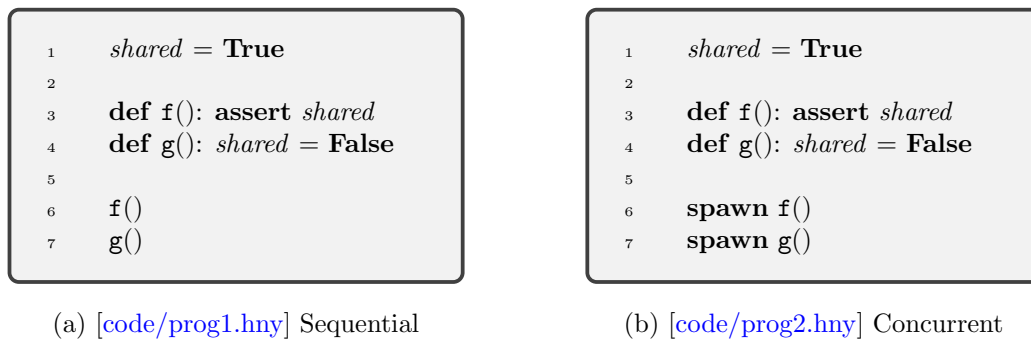 1 shared = True
2
3 def f(): assert shared
4 def g(): shared = False
5
6 f()
7 g()
(a) [code/prog1.hny] Sequential
1 shared = True
2
3 def f(): assert shared
4 def g(): shared = False
5
6 spawn f()
7 spawn g()
(b) [code/prog2.hny] Concurrent